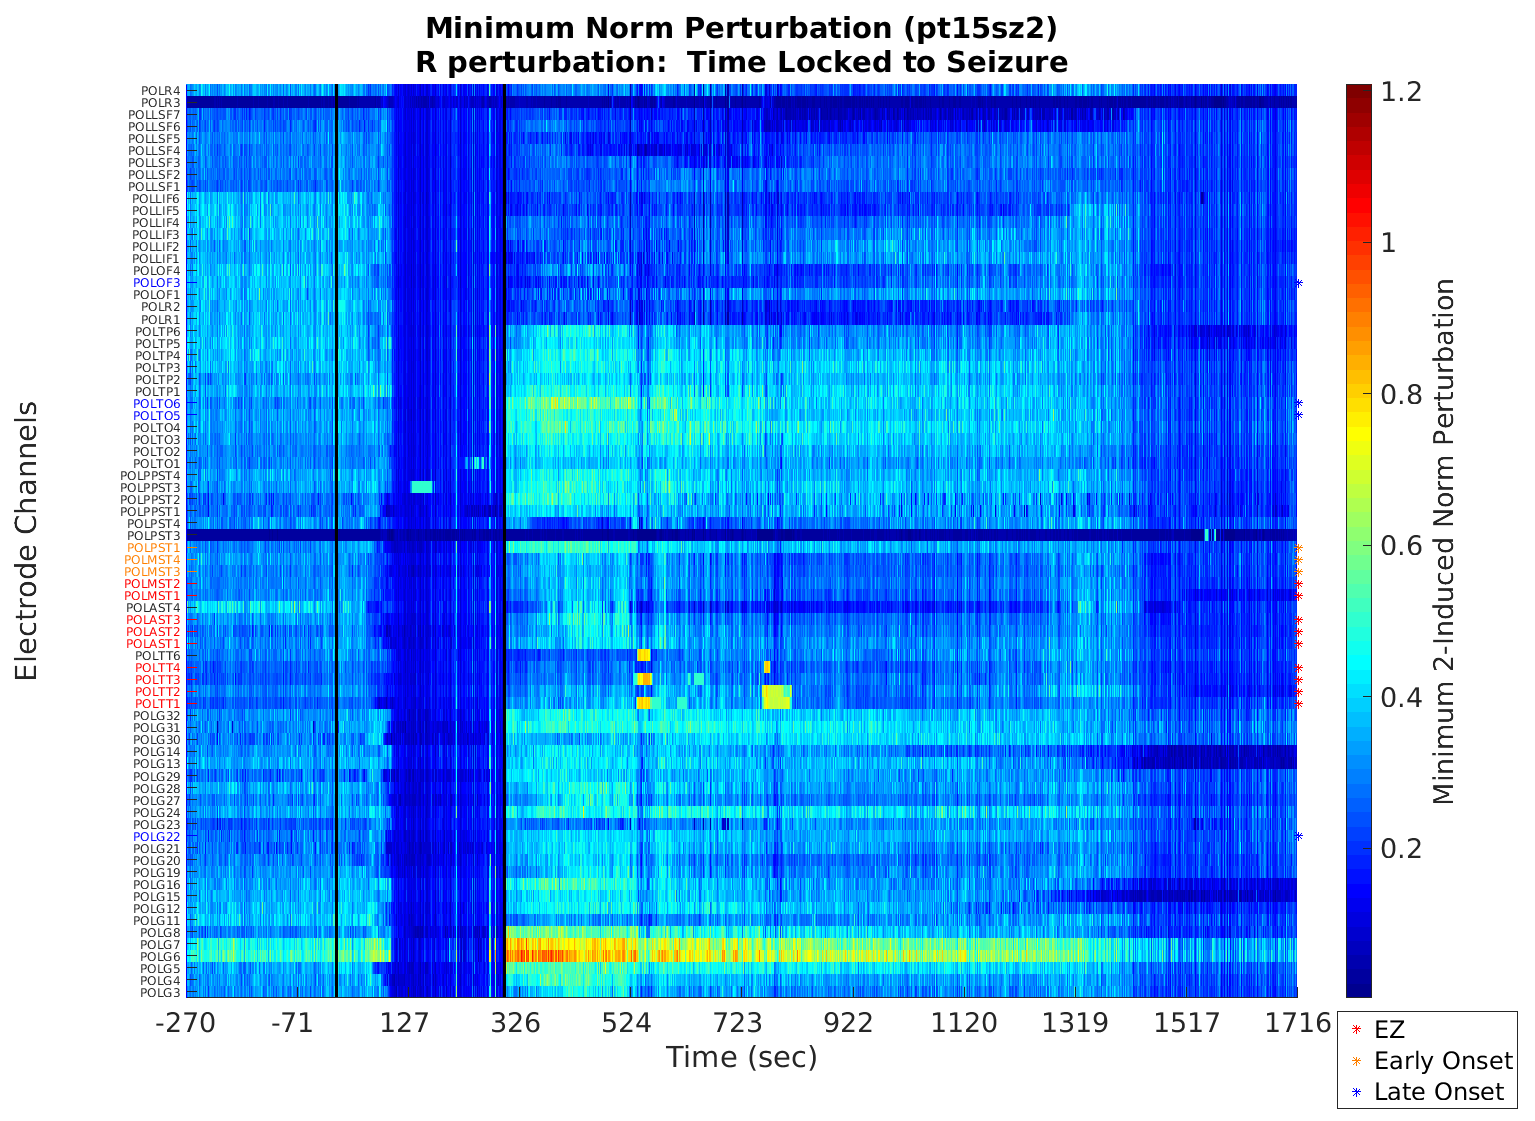 Minimum Norm Perturbation (pt15sz2)
R perturbation:  Time Locked to Seizure
Electrode Channels
POLR4
POLR3
POLLSF7
POLLSF6
POLLSF5
POLLSF4
POLLSF3
POLLSF2
POLLSF1
POLLIF6
POLLIF5
POLLIF4
POLLIF3
POLLIF2
POLLIF1
POLOF4
POLOF3
POLOF1
POLR2
POLR1
POLTP6
POLTP5
POLTP4
POLTP3
POLTP2
POLTP1
POLTO6
POLTO5
POLTO4
POLTO3
POLTO2
POLTO1
POLPPST4
POLPPST3
POLPPST2
POLPPST1
POLPST4
POLPST3
POLPST1
POLMST4
POLMST3
POLMST2
POLMST1
POLAST4
POLAST3
POLAST2
POLAST1
POLTT6
POLTT4
POLTT3
POLTT2
POLTT1
POLG32
POLG31
POLG30
POLG14
POLG13
POLG29
POLG28
POLG27
POLG24
POLG23
POLG22
POLG21
POLG20
POLG19
POLG16
POLG15
POLG12
POLG11
POLG8
POLG7
POLG6
POLG5
POLG4
POLG3
-270 -71 127 326 524 723 922 1120 1319 1517 1716
Time (sec)
1.2
1
0.8
0.6
0.4
0.2
Minimum 2-Induced Norm Perturbation
EZ
Early Onset
Late Onset